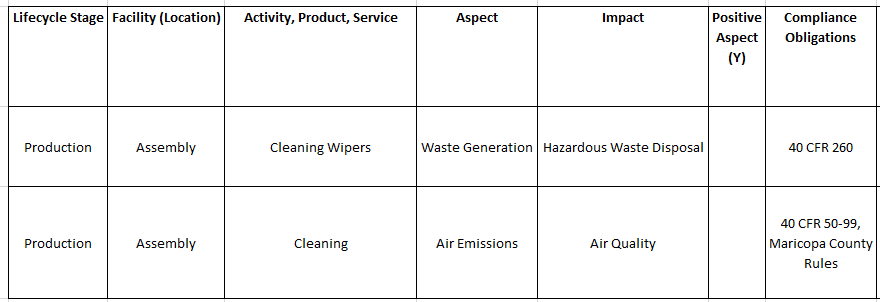 Lifecycle Stage Facility (Location) Activity, Product, Service Aspect Impact Positive Aspect (Y) Compliance Obligations
Production Assembly Cleaning Wipers Waste Generation Hazardous Waste Disposal 40 CFR 260
Production Assembly Cleaning Air Emissions Air Quality 40 CFR 50-99, Maricopa County Rules